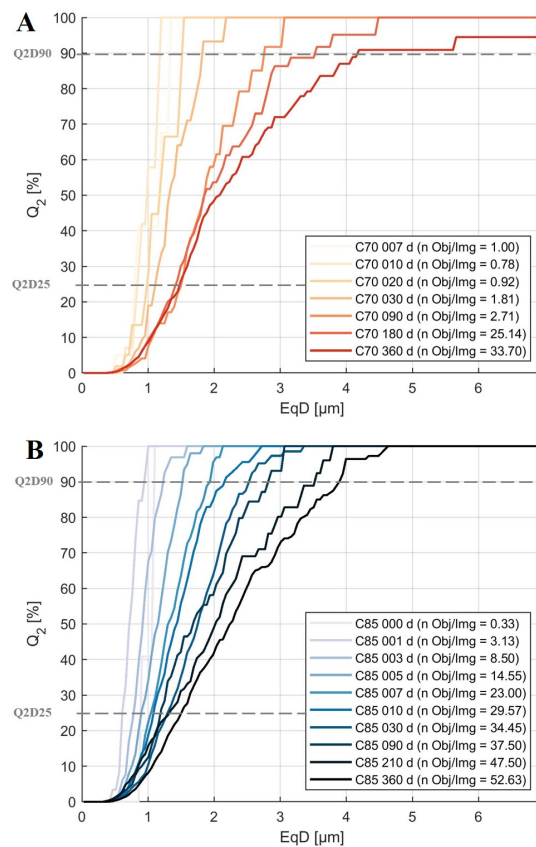 A
100
Q2D90
90
80
70
60
50
40
30
Q2D25
20
10
0
Q2 [%]
C70 007 d (n Obj/Img = 1.00)
C70 010 d (n Obj/Img = 0.78)
C70 020 d (n Obj/Img = 0.92)
C70 030 d (n Obj/Img = 1.81)
C70 090 d (n Obj/Img = 2.71)
C70 180 d (n Obj/Img = 25.14)
C70 360 d (n Obj/Img = 33.70)
0 1 2 3 4 5 6
EqD [µm]
B
100
Q2D90
90
80
70
60
50
40
30
Q2D25
20
10
0
Q2 [%]
C85 000 d (n Obj/Img = 0.33)
C85 001 d (n Obj/Img = 3.13)
C85 003 d (n Obj/Img = 8.50)
C85 005 d (n Obj/Img = 14.55)
C85 007 d (n Obj/Img = 23.00)
C85 010 d (n Obj/Img = 29.57)
C85 030 d (n Obj/Img = 34.45)
C85 090 d (n Obj/Img = 37.50)
C85 210 d (n Obj/Img = 47.50)
C85 360 d (n Obj/Img = 52.63)
0 1 2 3 4 5 6
EqD [µm]